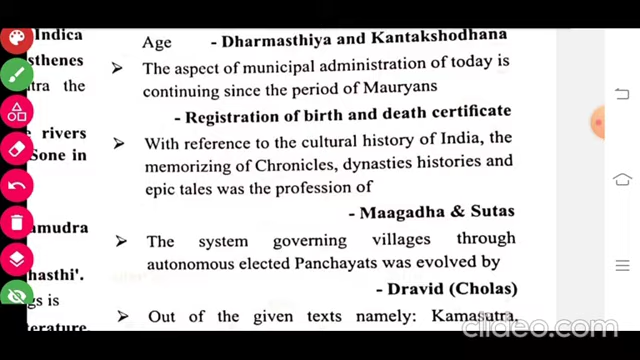 Indica
Age - Dharmasthiya and Kantakshodhana
sthenes
➤ The aspect of municipal administration of today is
tra the
continuing since the period of Mauryans
- Registration of birth and death certificate
rivers
➤ With reference to the cultural history of India, the
Sone in
memorizing of Chronicles, dynasties histories and
epic tales was the profession of
- Maagadha & Sutas
mudra
➤ The system governing villages through
autonomous elected Panchayats was evolved by
hasthi'.
- Dravid (Cholas)
gs is
➤ Out of the given texts namely: Kamasutra,
terature.
clideo.com